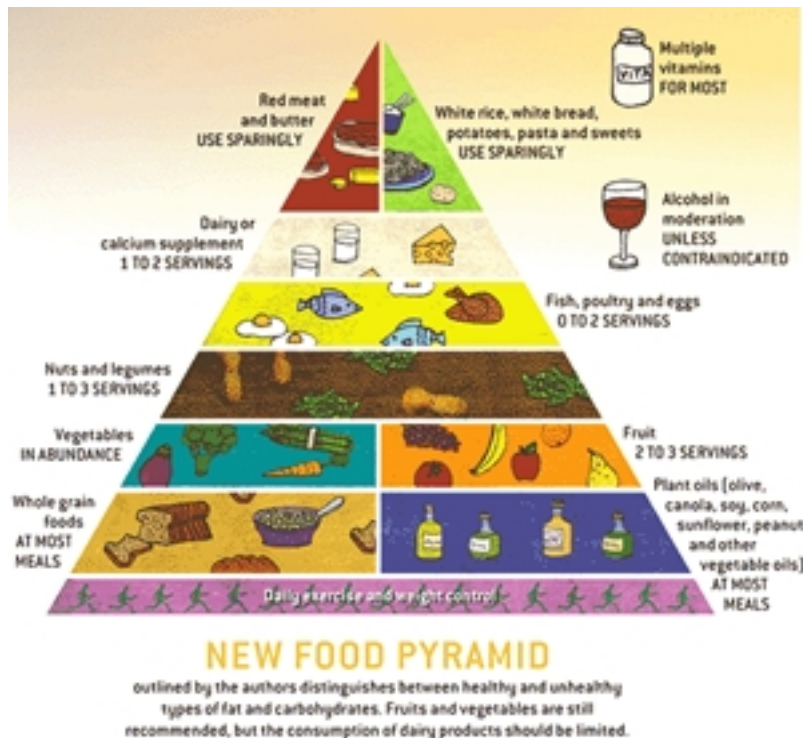 Multiple
vitamins
FOR MOST
VITA
Red meat
and butter
USE SPARINGLY
White rice, white bread,
potatoes, pasta and sweets
USE SPARINGLY
Alcohol in
moderation
UNLESS
CONTRAINDICATED
Dairy or
calcium supplement
1 TO 2 SERVINGS
Fish, poultry and eggs
0 TO 2 SERVINGS
Nuts and legumes
1 TO 3 SERVINGS
Vegetables
IN ABUNDANCE
Fruit
2 TO 3 SERVINGS
Whole grain
foods
AT MOST
MEALS
Plant oils (olive,
canola, soy, corn,
sunflower, peanut
and other
vegetable oils)
AT MOST
MEALS
Daily exercise and weight control
NEW FOOD PYRAMID
outlined by the authors distinguishes between healthy and unhealthy
types of fat and carbohydrates. Fruits and vegetables are still
recommended, but the consumption of dairy products should be limited.